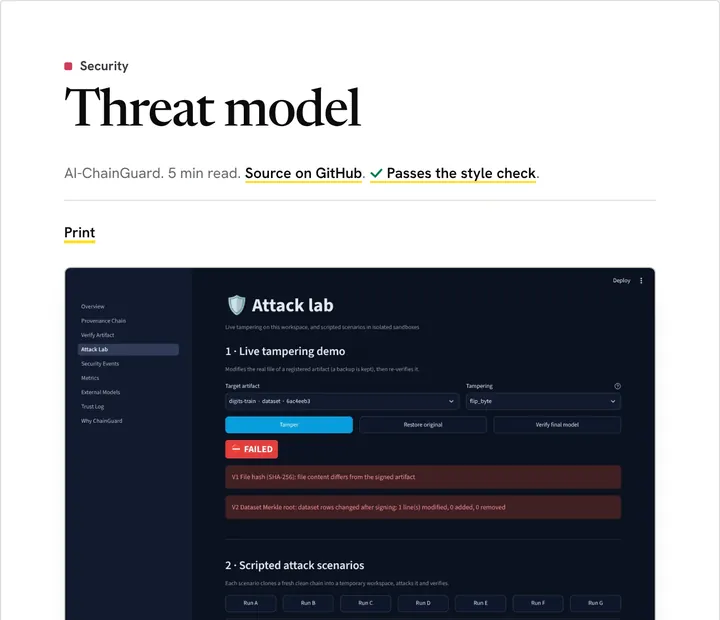 Security
Threat model
AI-ChainGuard. 5 min read. Source on GitHub. ✓ Passes the style check.
Print
Deploy
Overview
Provenance Chain
Verify Artifact
Attack Lab
Security Events
Metrics
External Models
Trust Log
Why ChainGuard
Attack lab
Live tampering on this workspace, and scripted scenarios in isolated sandboxes
1 · Live tampering demo
Modifies the real file of a registered artifact (a backup is kept), then re-verifies it.
Target artifact
Tampering
digits-train · dataset · 6ac4eeb3
flip_byte
Tamper
Restore original
Verify final model
FAILED
V1 File hash (SHA-256): file content differs from the signed artifact
V2 Dataset Merkle root: dataset rows changed after signing: 1 line(s) modified, 0 added, 0 removed
2 · Scripted attack scenarios
Each scenario clones a fresh clean chain into a temporary workspace, attacks it and verifies.
Run A
Run B
Run C
Run D
Run E
Run F
Run G